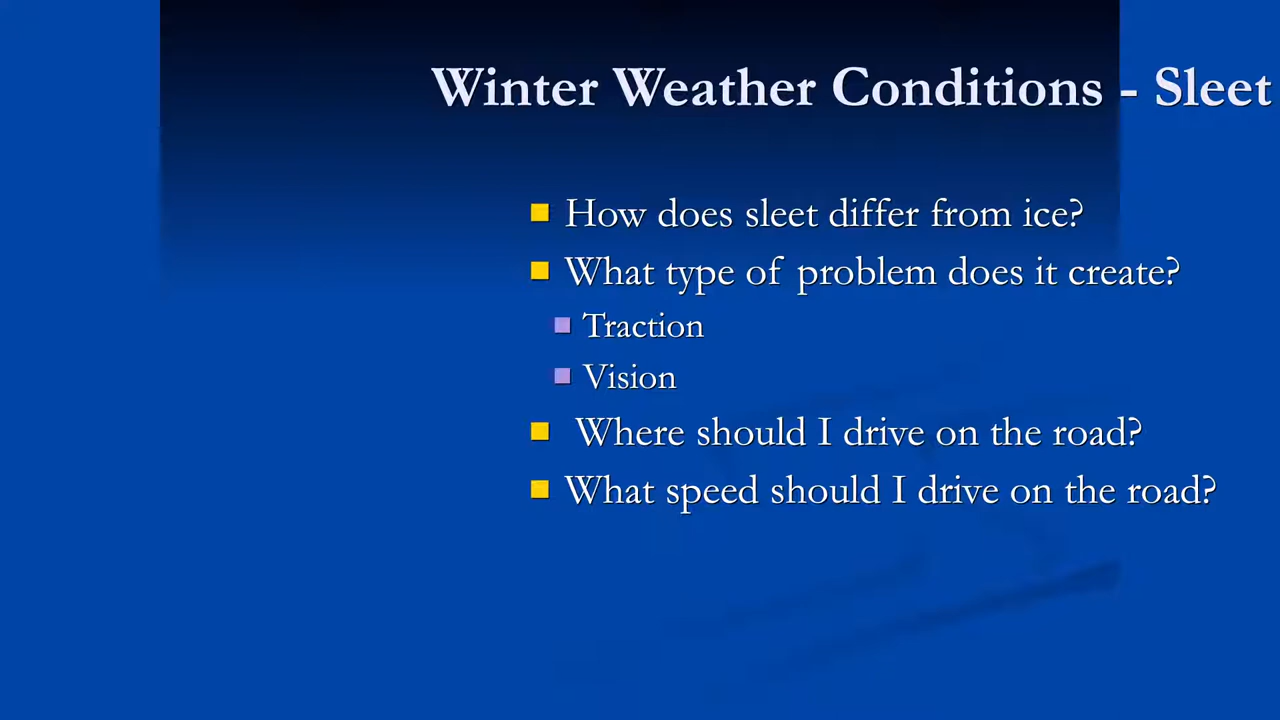 Winter Weather Conditions - Sleet
How does sleet differ from ice?
What type of problem does it create?
Traction
Vision
Where should I drive on the road?
What speed should I drive on the road?